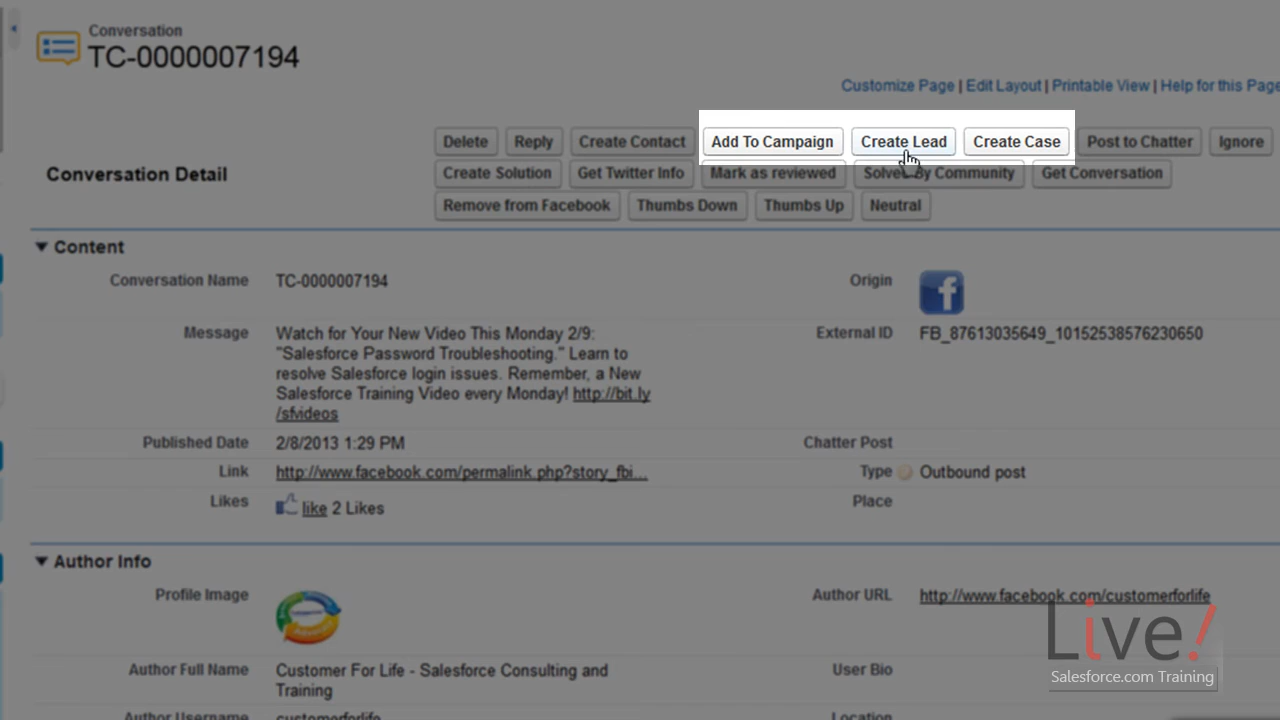 Conversation
TC-0000007194
Customize Page | Edit Layout | Printable View | Help for this Page
Conversation Detail
Delete Reply Create Contact Add To Campaign Create Lead Create Case Post to Chatter Ignore
Create Solution Get Twitter Info Mark as reviewed Solved By Community Get Conversation
Remove from Facebook Thumbs Down Thumbs Up Neutral
Content
Conversation Name TC-0000007194 Origin
Message Watch for Your New Video This Monday 2/9: External ID FB_87613035649_10152538576230650
"Salesforce Password Troubleshooting." Learn to
resolve Salesforce login issues. Remember, a New
Salesforce Training Video every Monday! http://bit.ly
/sfvideos
Published Date 2/8/2013 1:29 PM Chatter Post
Link http://www.facebook.com/permalink.php?story_fbi... Type Outbound post
Likes like 2 Likes Place
Author Info
Profile Image Author URL http://www.facebook.com/customerforlife
Live!
Salesforce.com Training
Author Full Name Customer For Life - Salesforce Consulting and User Bio
Training
Author Username customerforlife Location